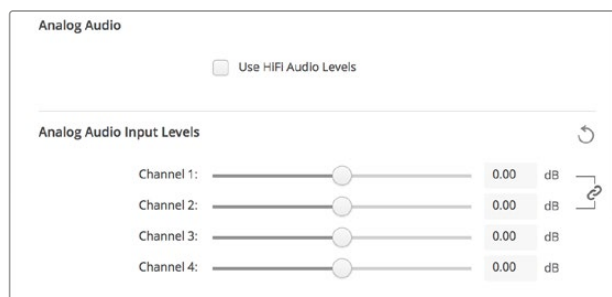 Analog Audio
Use HiFi Audio Levels
Analog Audio Input Levels
Channel 1: 0.00 dB
Channel 2: 0.00 dB
Channel 3: 0.00 dB
Channel 4: 0.00 dB